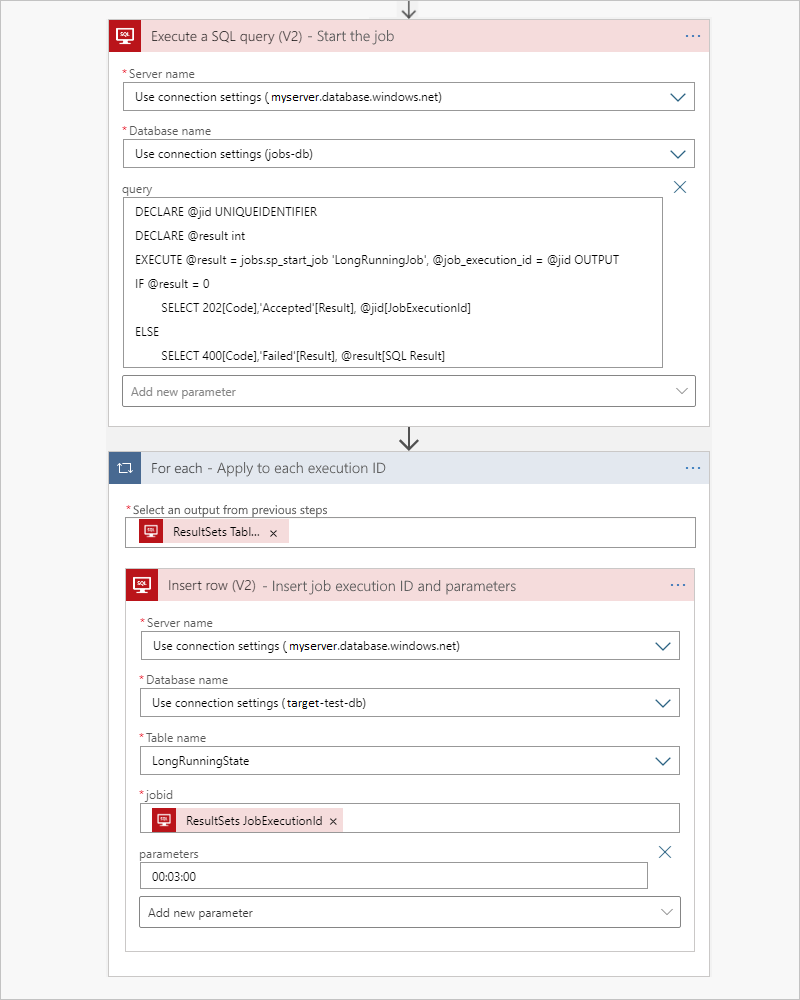 SQL
Execute a SQL query (V2) - Start the job
...
*Server name
Use connection settings ( myserver.database.windows.net)
*Database name
Use connection settings (jobs-db)
query
DECLARE @jid UNIQUEIDENTIFIER
DECLARE @result int
EXECUTE @result = jobs.sp_start_job 'LongRunningJob', @job_execution_id = @jid OUTPUT
IF @result = 0
SELECT 202[Code],'Accepted'[Result], @jid[JobExecutionId]
ELSE
SELECT 400[Code],'Failed'[Result], @result[SQL Result]
Add new parameter
For each - Apply to each execution ID
...
*Select an output from previous steps
SQL ResultSets Tabl... ×
SQL
Insert row (V2) - Insert job execution ID and parameters
...
*Server name
Use connection settings ( myserver.database.windows.net)
*Database name
Use connection settings (target-test-db)
*Table name
LongRunningState
*jobid
SQL ResultSets JobExecutionId ×
parameters
00:03:00
Add new parameter